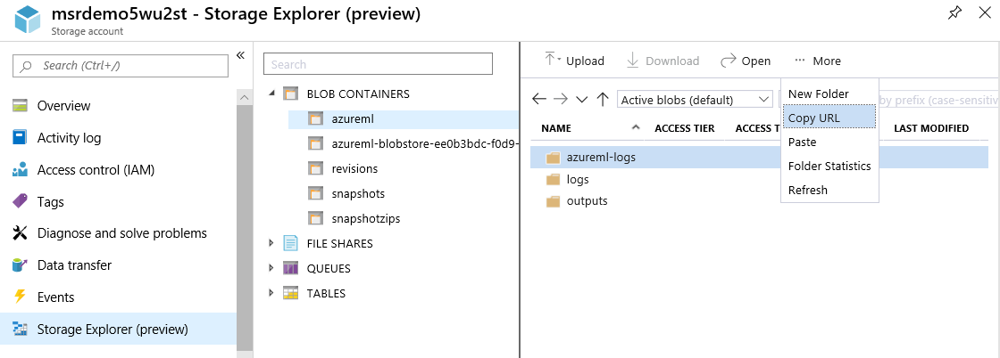 msrdemo5wu2st - Storage Explorer (preview)
Storage account
Search (Ctrl+/)
Overview
Activity log
Access control (IAM)
Tags
Diagnose and solve problems
Data transfer
Events
Storage Explorer (preview)
Search
BLOB CONTAINERS
azureml
azureml-blobstore-ee0b3bdc-f0d9-
revisions
snapshots
snapshotzips
FILE SHARES
QUEUES
TABLES
Upload
Download
Open
More
Active blobs (default)
by prefix (case-sensitiv
NAME
ACCESS TIER
ACCESS T
LAST MODIFIED
azureml-logs
logs
outputs
New Folder
Copy URL
Paste
Folder Statistics
Refresh